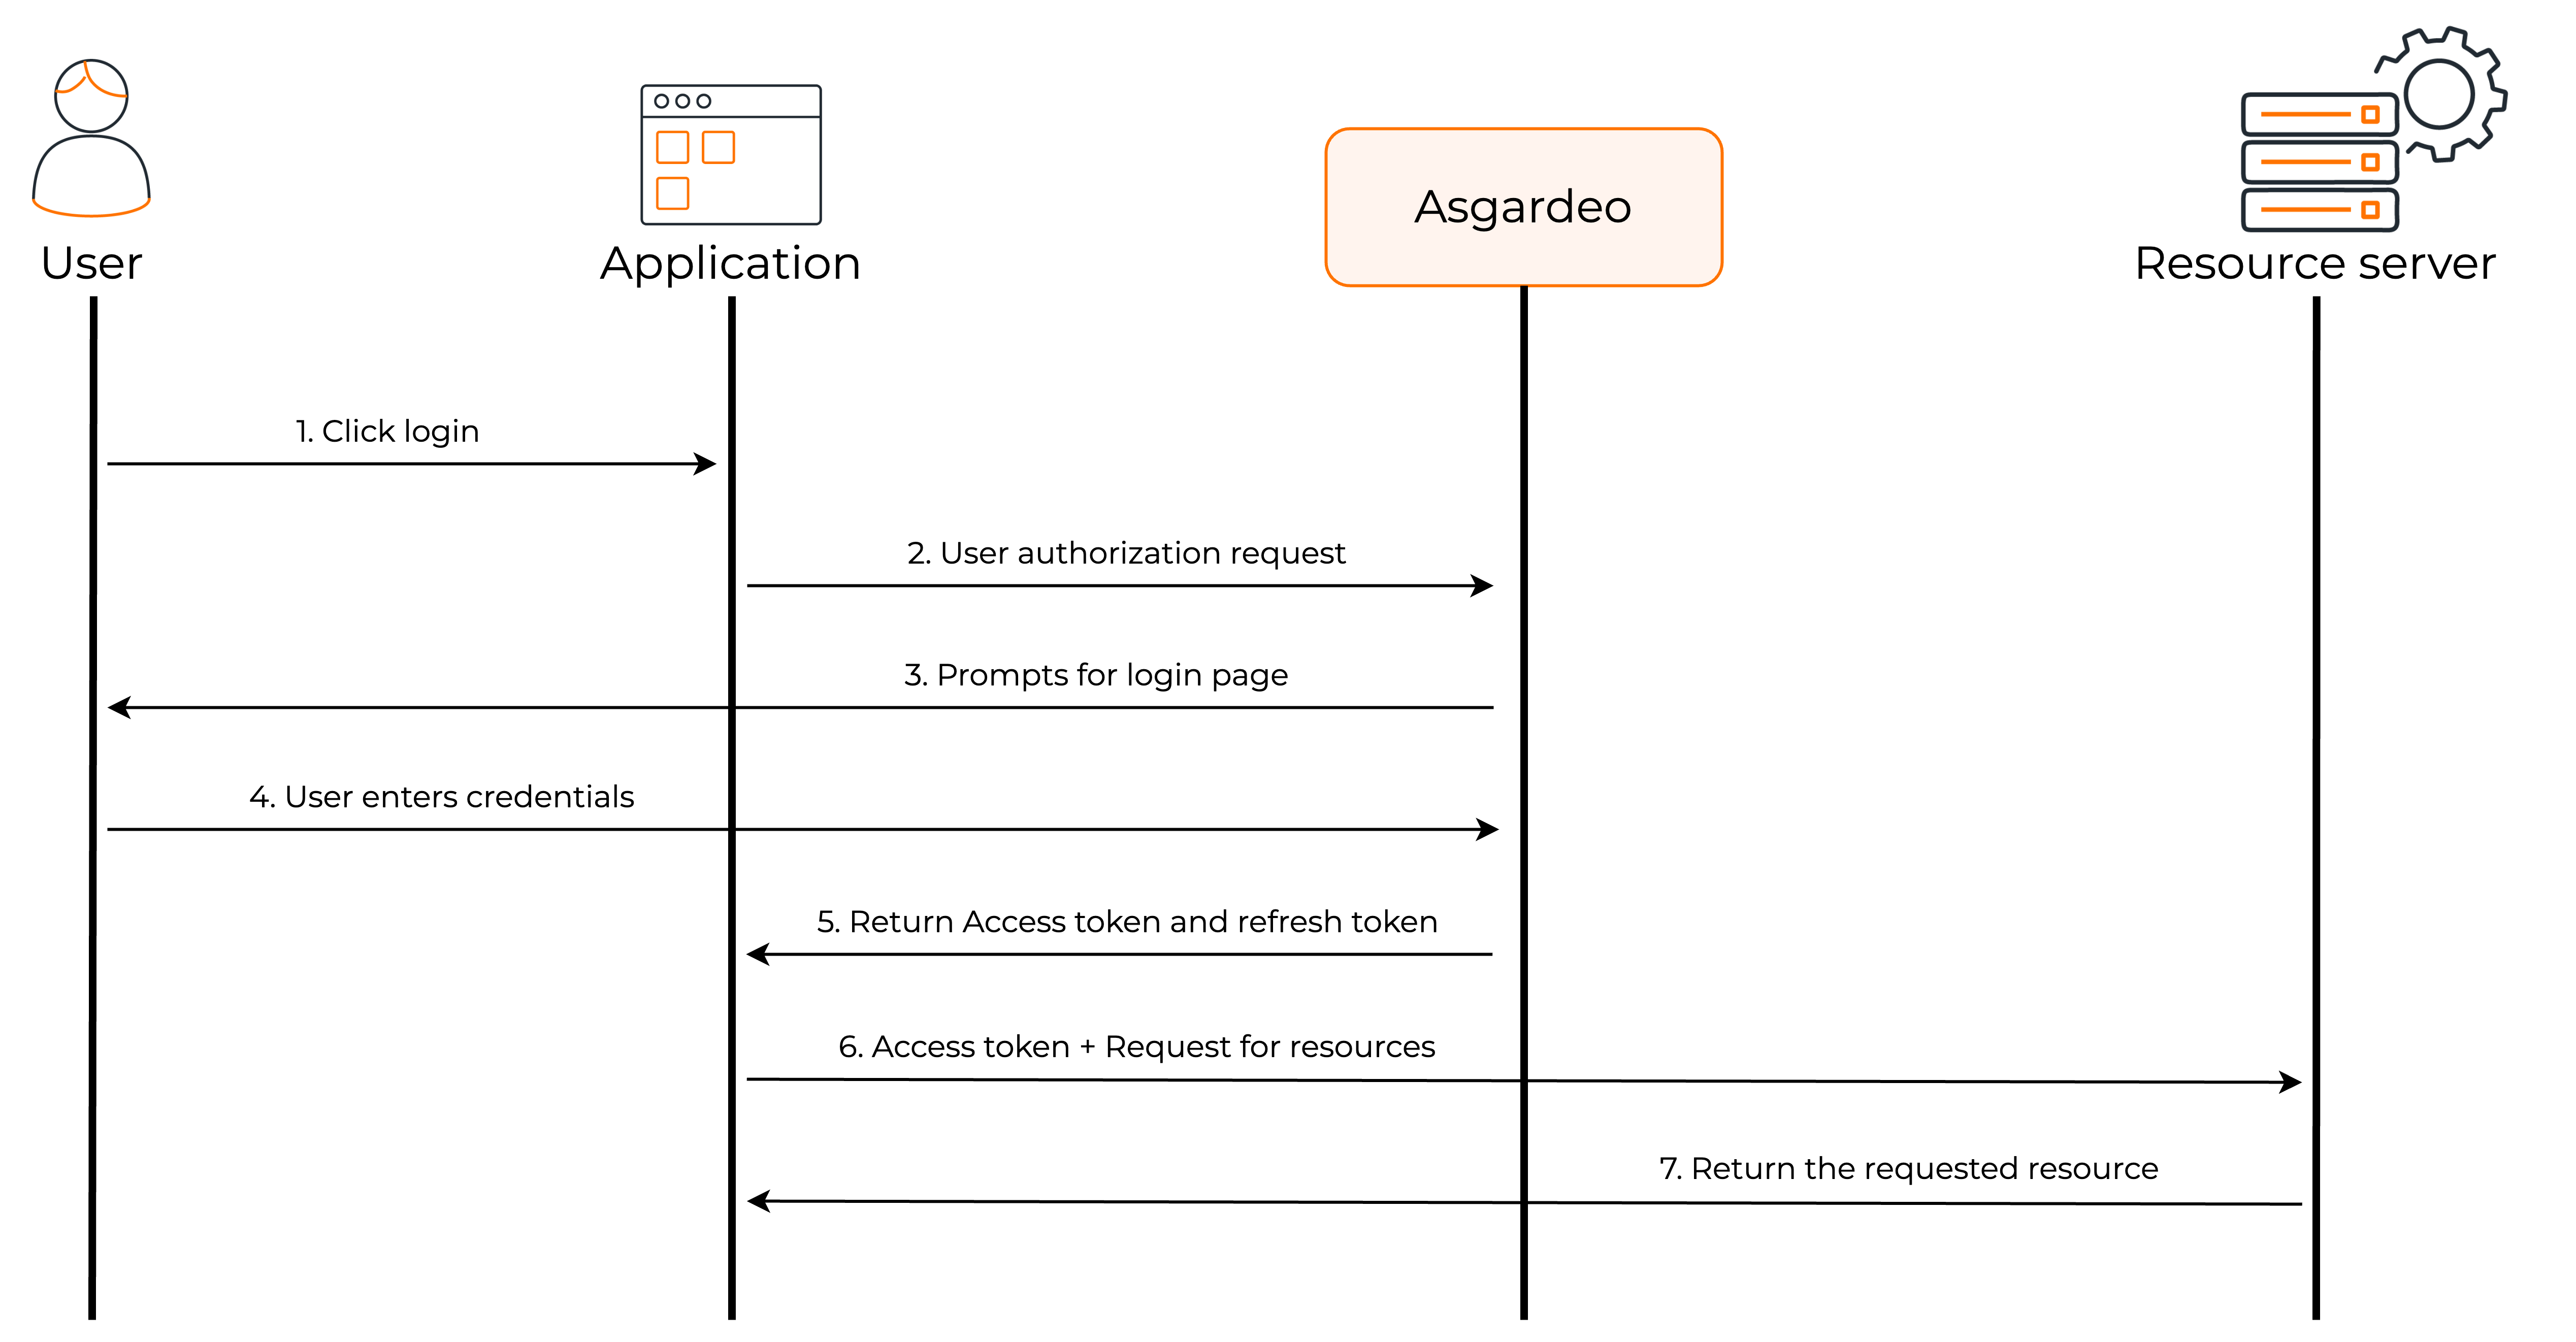 User
Application
Asgardeo
Resource server
1. Click login
2. User authorization request
3. Prompts for login page
4. User enters credentials
5. Return Access token and refresh token
6. Access token + Request for resources
7. Return the requested resource